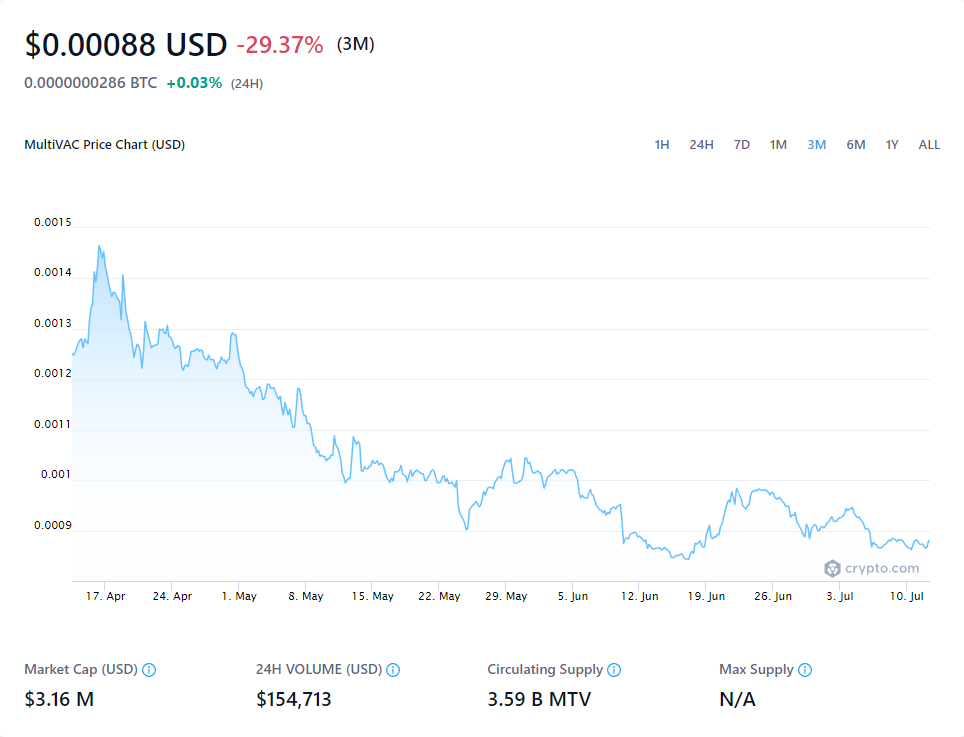 $0.00088 USD -29.37% (3M)
0.0000000286 BTC +0.03% (24H)
MultiVAC Price Chart (USD) 1H 24H 7D 1M 3M 6M 1Y ALL
0.0015
0.0014
0.0013
0.0012
0.0011
0.001
0.0009
crypto.com
17. Apr 24. Apr 1. May 8. May 15. May 22. May 29. May 5. Jun 12. Jun 19. Jun 26. Jun 3. Jul 10. Jul
Market Cap (USD) 24H VOLUME (USD) Circulating Supply Max Supply
$3.16 M $154,713 3.59 B MTV N/A